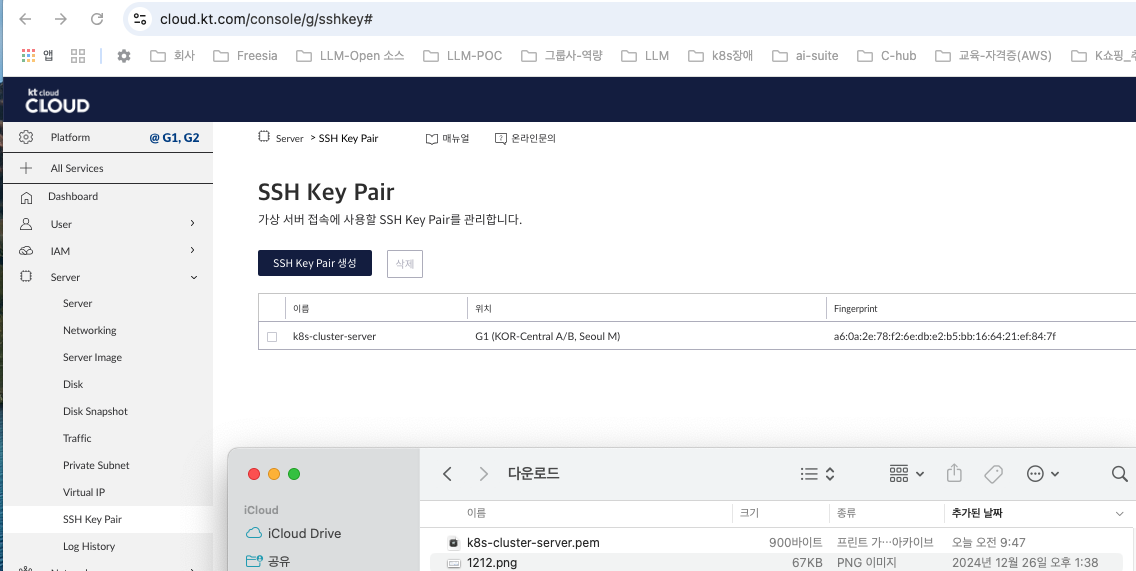 cloud.kt.com/console/g/sshkey#
앱 회사 Freesia LLM-Open 소스 LLM-POC 그룹사-역량 LLM k8s장애 ai-suite C-hub 교육-자격증(AWS) K쇼핑_
kt cloud
CLOUD
Platform @ G1, G2
All Services
Dashboard
User
IAM
Server
Server
Networking
Server Image
Disk
Disk Snapshot
Traffic
Private Subnet
Virtual IP
SSH Key Pair
Log History
Server > SSH Key Pair 매뉴얼 온라인문의
SSH Key Pair
가상 서버 접속에 사용할 SSH Key Pair를 관리합니다.
SSH Key Pair 생성 삭제
이름 위치 Fingerprint
k8s-cluster-server G1 (KOR-Central A/B, Seoul M) a6:0a:2e:78:f2:6e:db:e2:b5:bb:16:64:21:ef:84:7f
다운로드
iCloud
iCloud Drive
공유
이름 크기 종류 추가된 날짜
k8s-cluster-server.pem 900바이트 프린트 가…아카이브 오늘 오전 9:47
1212.png 67KB PNG 이미지 2024년 12월 26일 오후 1:38